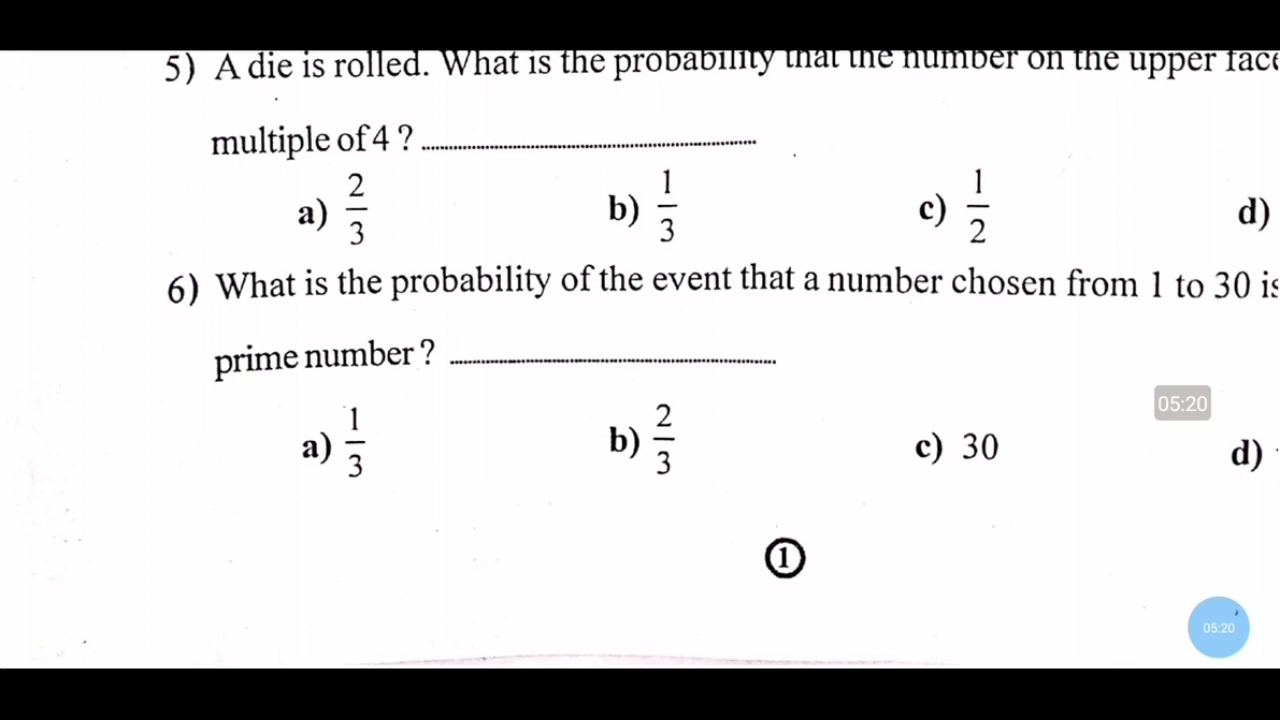 5) A die is rolled. What is the probability that the number on the upper face
multiple of 4 ?
a) 2/3 b) 1/3 c) 1/2 d)
6) What is the probability of the event that a number chosen from 1 to 30 is
prime number ?
05:20
a) 1/3 b) 2/3 c) 30 d)
1
05:20